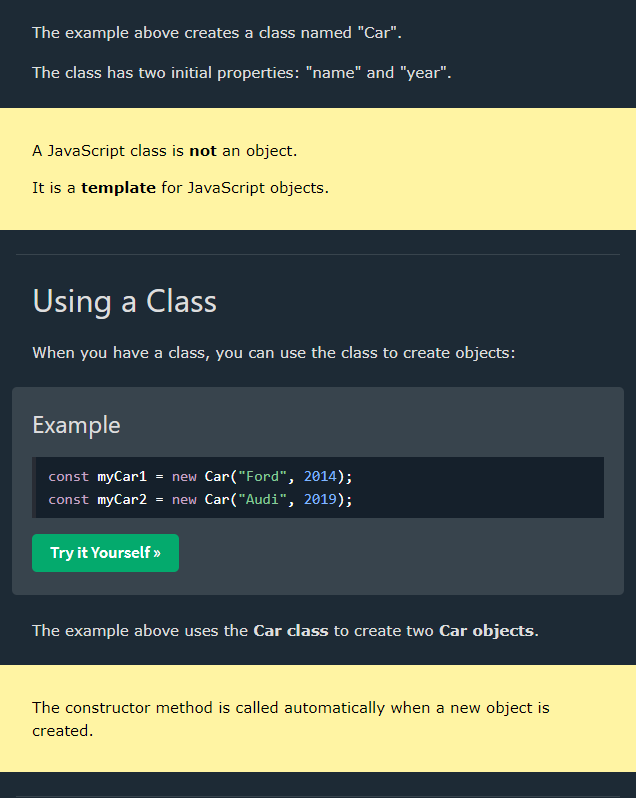 The example above creates a class named "Car".
The class has two initial properties: "name" and "year".
A JavaScript class is not an object.
It is a template for JavaScript objects.
Using a Class
When you have a class, you can use the class to create objects:
Example
const myCar1 = new Car("Ford", 2014);
const myCar2 = new Car("Audi", 2019);
Try it Yourself »
The example above uses the Car class to create two Car objects.
The constructor method is called automatically when a new object is
created.